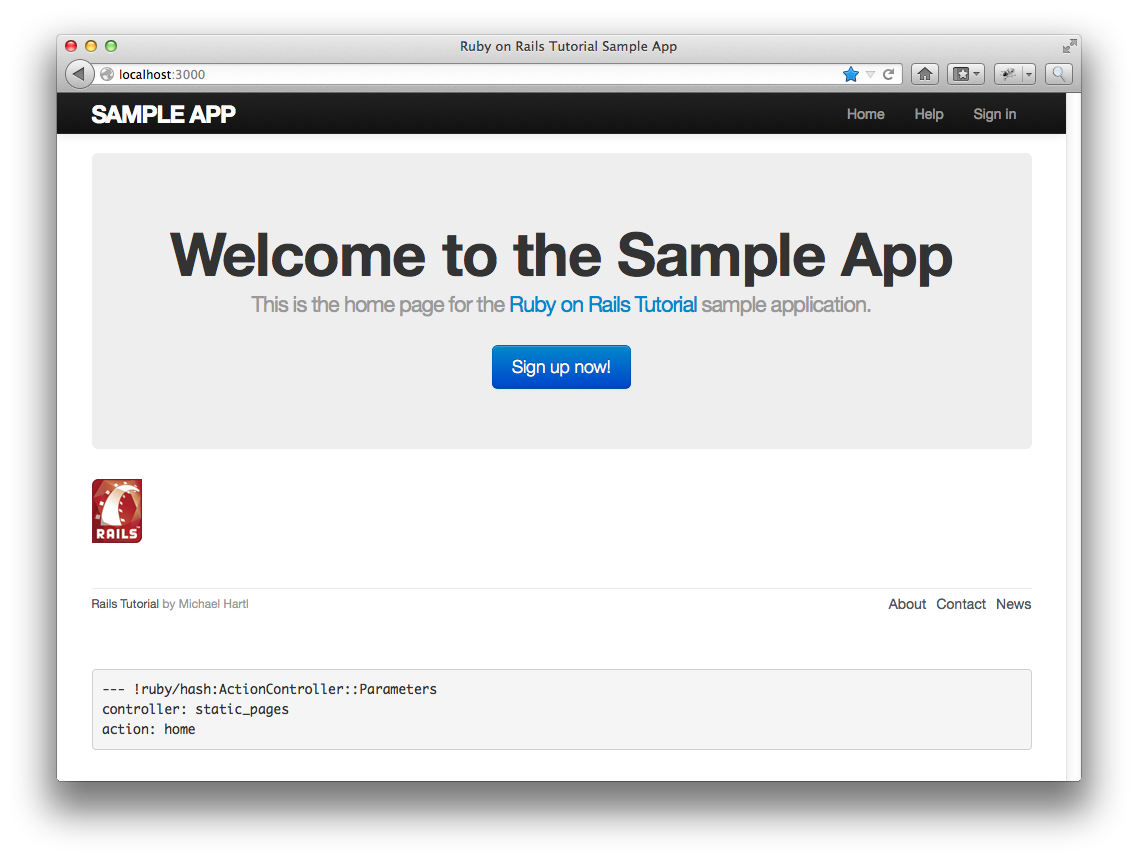 Ruby on Rails Tutorial Sample App
localhost:3000
SAMPLE APP
Home Help Sign in
Welcome to the Sample App
This is the home page for the Ruby on Rails Tutorial sample application.
Sign up now!
RAILS
Rails Tutorial by Michael Hartl
About Contact News
--- !ruby/hash:ActionController::Parameters
controller: static_pages
action: home